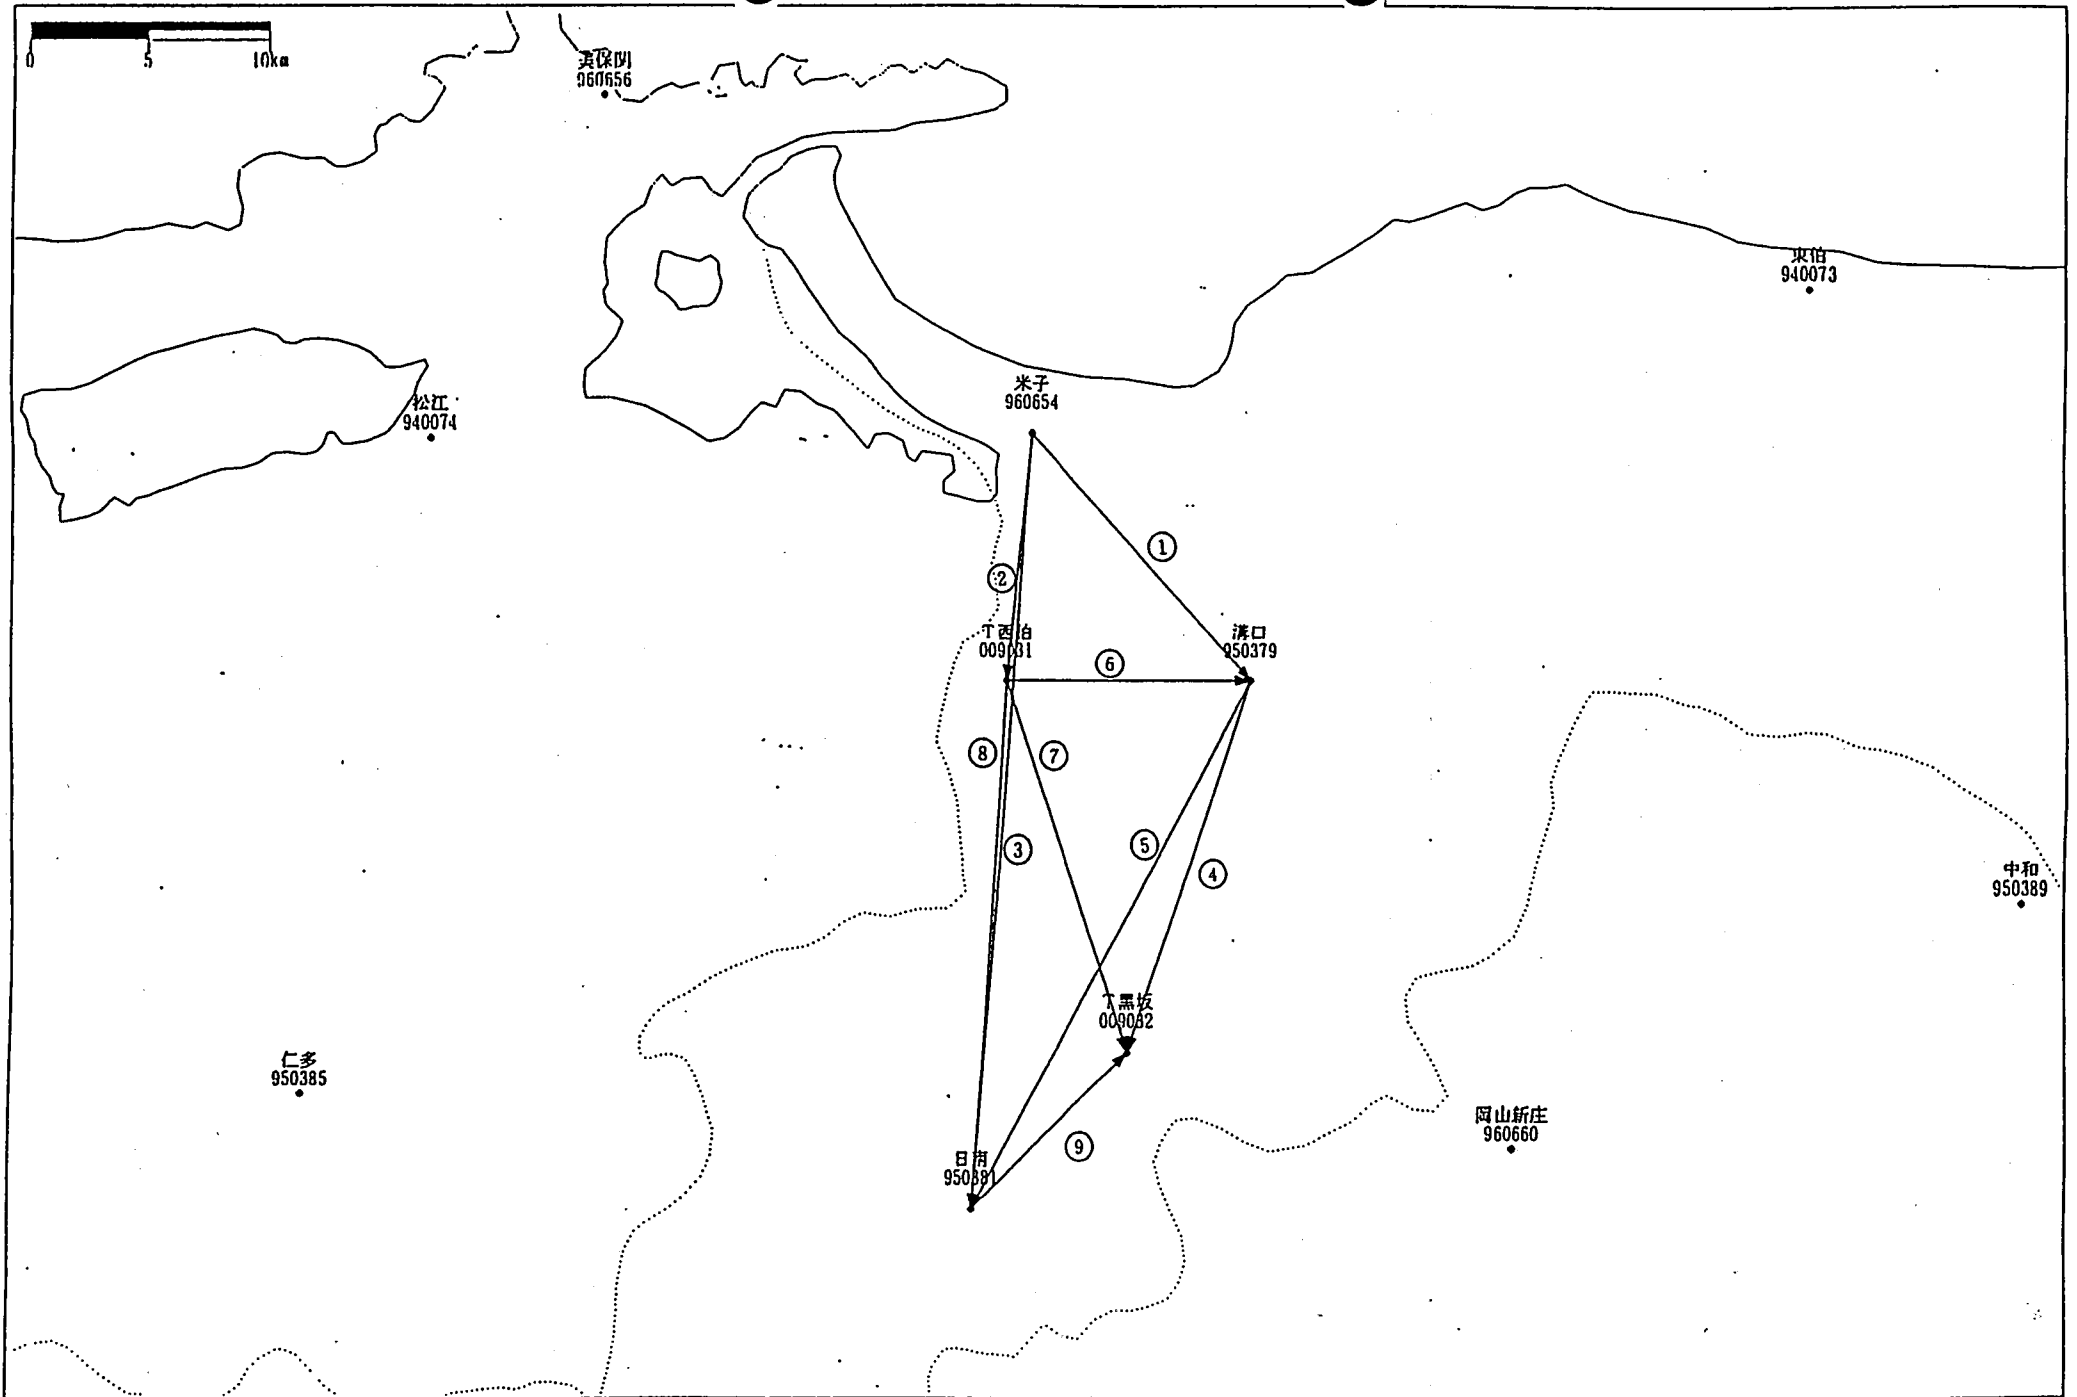 0 5 10km
美保関
960656
東伯
940073
米子
960654
松江
940074
①
②
T西伯
009031
溝口
950379
⑥
⑧
⑦
③
⑤
④
中和
950389
T黒坂
009032
仁多
950385
岡山新庄
960660
⑨
日南
950381